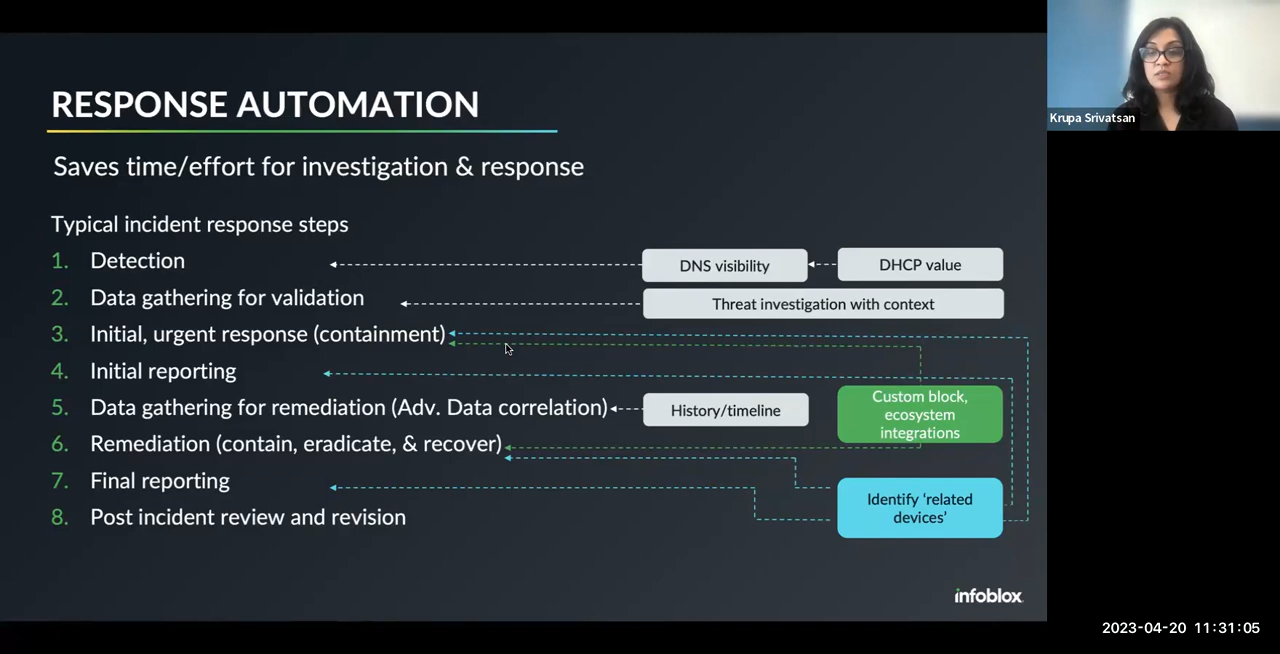 RESPONSE AUTOMATION
Saves time/effort for investigation & response
Typical incident response steps
1. Detection
2. Data gathering for validation
3. Initial, urgent response (containment)
4. Initial reporting
5. Data gathering for remediation (Adv. Data correlation)
6. Remediation (contain, eradicate, & recover)
7. Final reporting
8. Post incident review and revision
DNS visibility
DHCP value
Threat investigation with context
History/timeline
Custom block,
ecosystem
integrations
Identify ‘related
devices’
infoblox
Krupa Srivatsan
2023-04-20 11:31:05